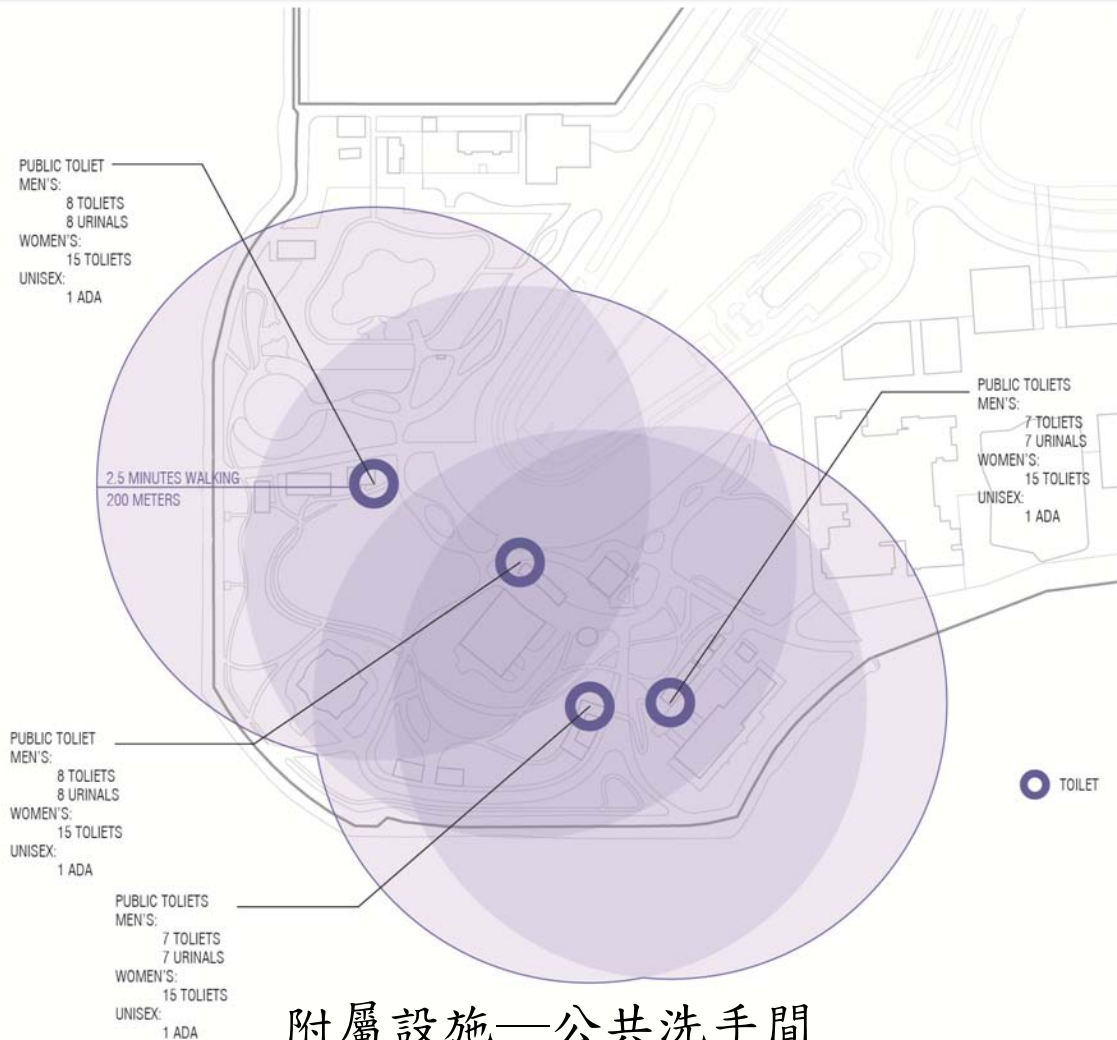 PUBLIC TOLIET
MEN'S:
8 TOLIETS
8 URINALS
WOMEN'S:
15 TOLIETS
UNISEX:
1 ADA
PUBLIC TOLIETS
MEN'S:
7 TOLIETS
7 URINALS
WOMEN'S:
15 TOLIETS
UNISEX:
1 ADA
2.5 MINUTES WALKING
200 METERS
PUBLIC TOLIET
MEN'S:
8 TOLIETS
8 URINALS
WOMEN'S:
15 TOLIETS
UNISEX:
1 ADA
TOILET
PUBLIC TOLIETS
MEN'S:
7 TOLIETS
7 URINALS
WOMEN'S:
15 TOLIETS
UNISEX:
1 ADA
附屬設施—公共洗手間